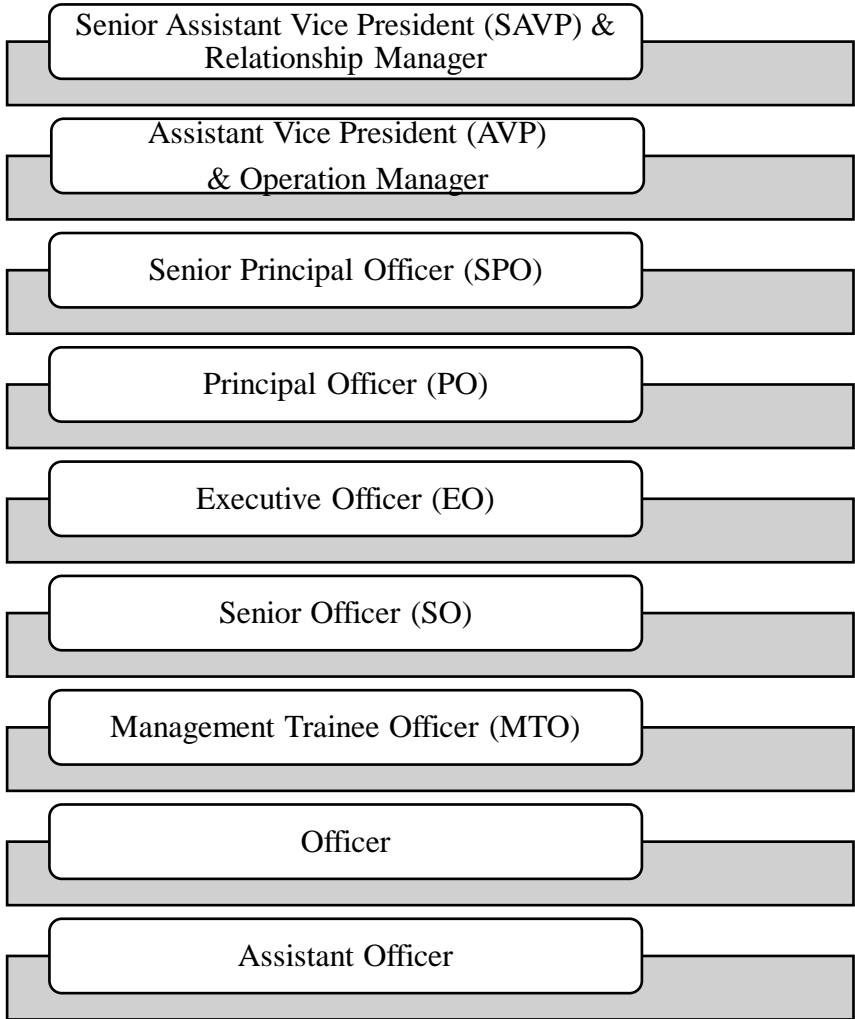 Senior Assistant Vice President (SAVP) &
Relationship Manager
Assistant Vice President (AVP)
& Operation Manager
Senior Principal Officer (SPO)
Principal Officer (PO)
Executive Officer (EO)
Senior Officer (SO)
Management Trainee Officer (MTO)
Officer
Assistant Officer